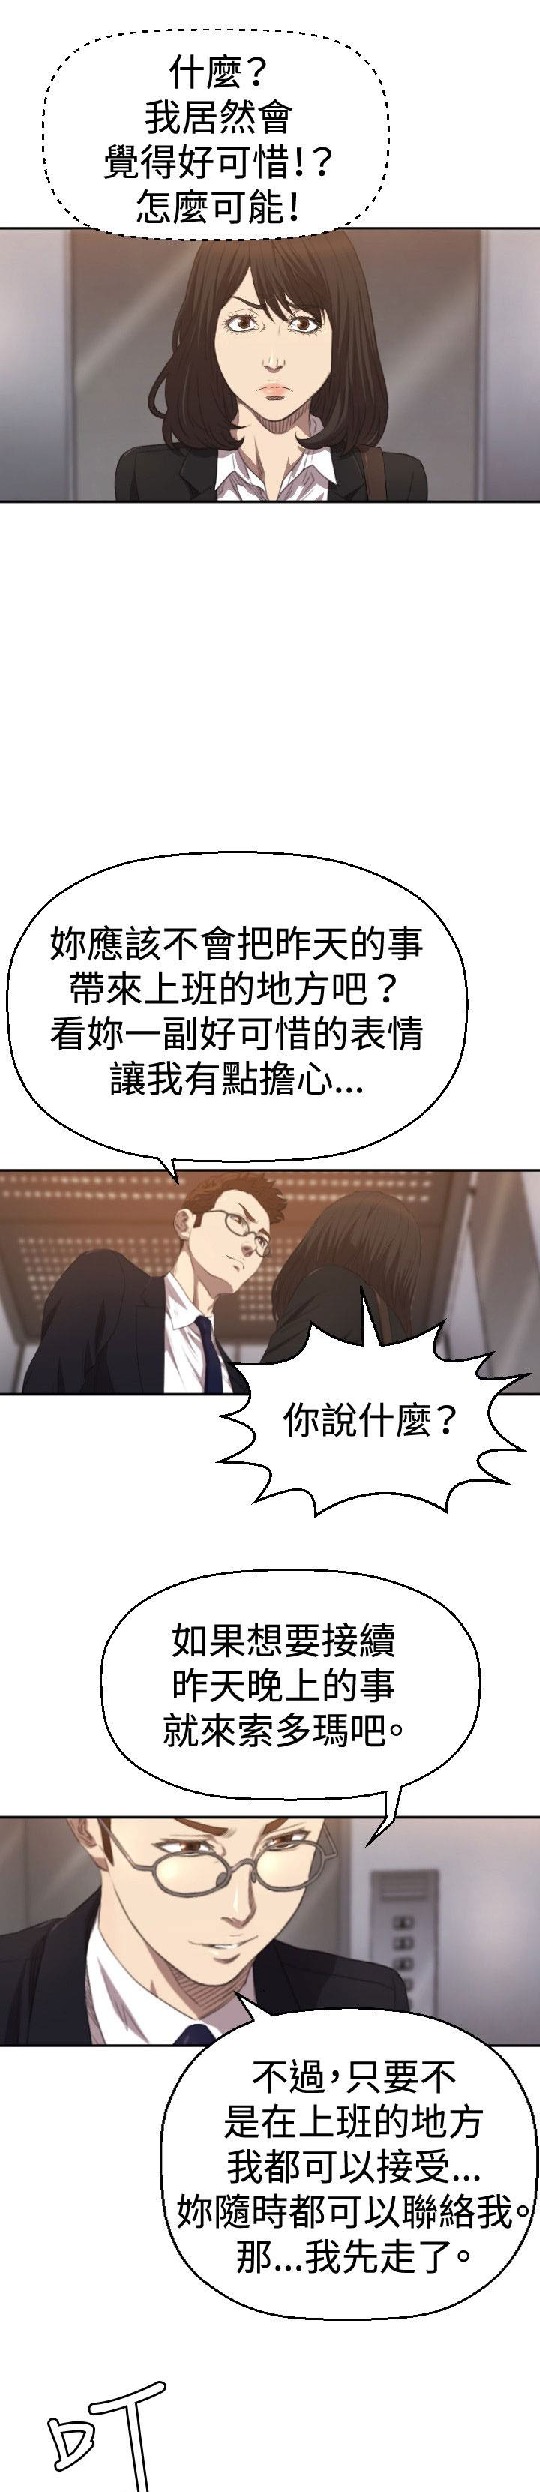 什麼？
我居然會
覺得好可惜！？
怎麼可能！
妳應該不會把昨天的事
帶來上班的地方吧？
看妳一副好可惜的表情
讓我有點擔心...
你說什麼？
如果想要接續
昨天晚上的事
就來索多瑪吧。
不過，只要不
是在上班的地方
我都可以接受...
妳隨時都可以聯絡我。
那...我先走了。